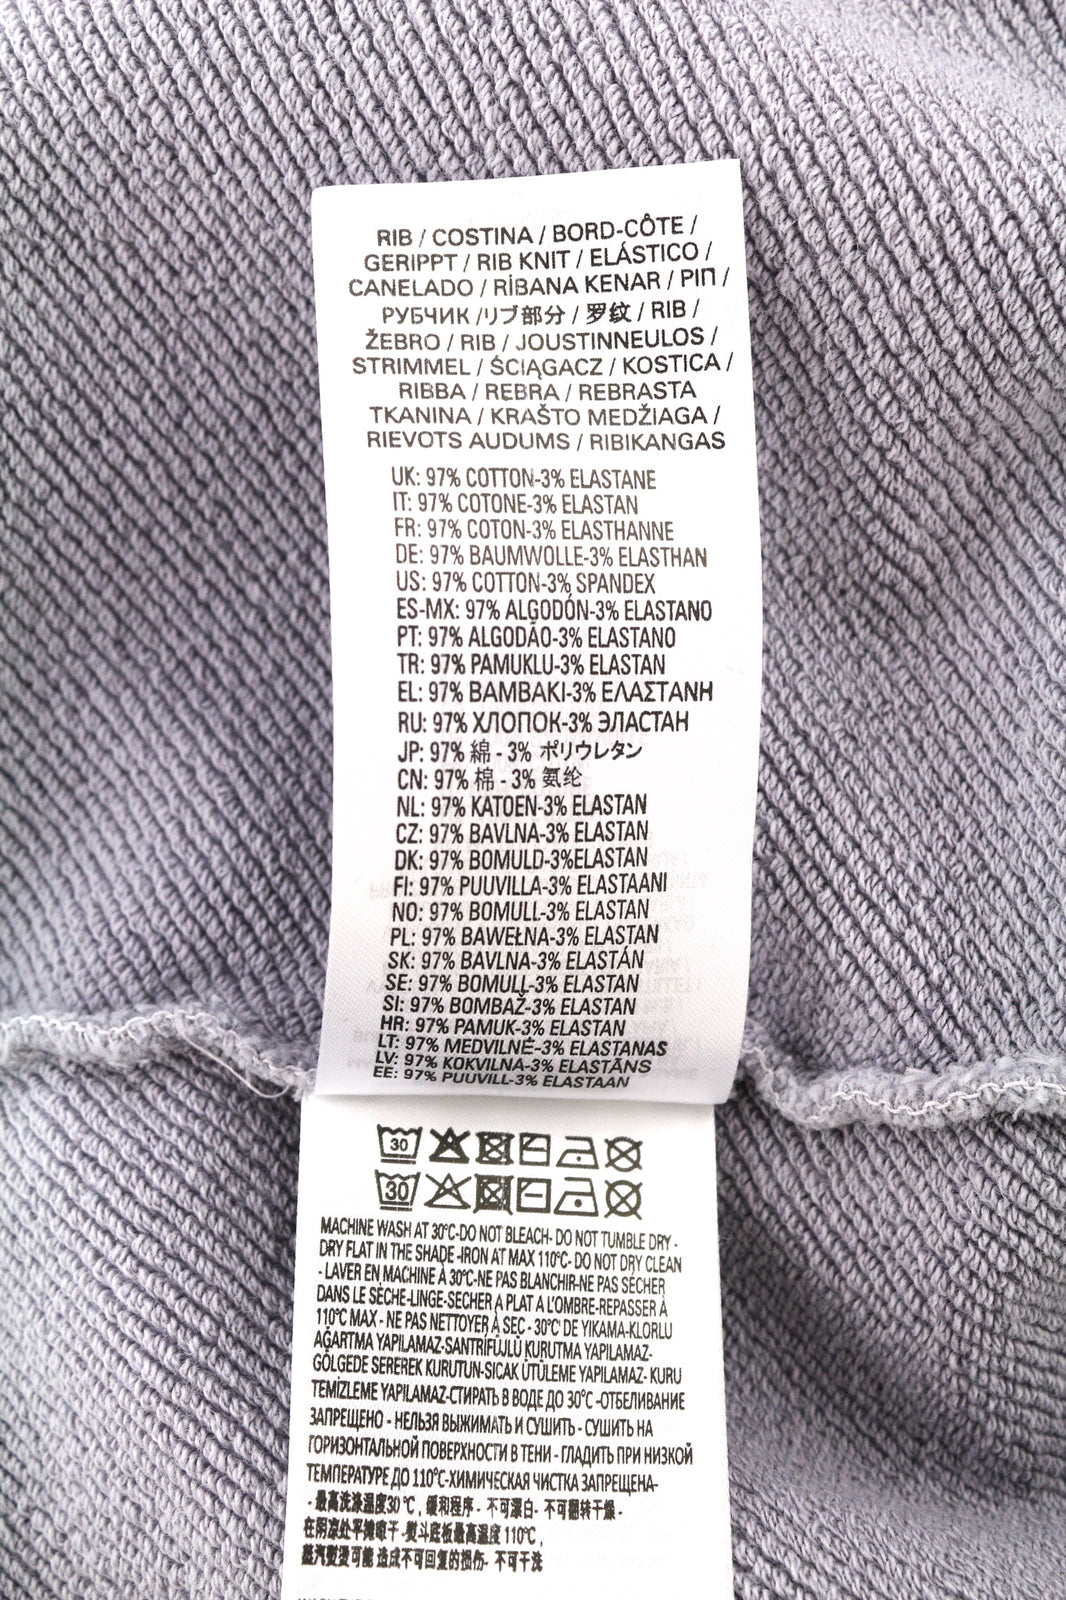 RIB / COSTINA / BORD-CÔTE /
GERIPPT / RIB KNIT / ELÁSTICO /
CANELADO / RİBANA KENAR / ΡΙΠ /
РУБЧИК /リブ部分 / 罗纹 / RIB /
ŽEBRO / RIB / JOUSTINNEULOS /
STRIMMEL / ŚCIĄGACZ / KOSTICA /
RIBBA / REBRA / REBRASTA
TKANINA / KRAŠTO MEDŽIAGA /
RIEVOTS AUDUMS / RIBIKANGAS
UK: 97% COTTON-3% ELASTANE
IT: 97% COTONE-3% ELASTAN
FR: 97% COTON-3% ELASTHANNE
DE: 97% BAUMWOLLE-3% ELASTHAN
US: 97% COTTON-3% SPANDEX
ES-MX: 97% ALGODÓN-3% ELASTANO
PT: 97% ALGODÃO-3% ELASTANO
TR: 97% PAMUKLU-3% ELASTAN
EL: 97% ΒΑΜΒΑΚΙ-3% ΕΛΑΣΤΑΝΗ
RU: 97% ХЛОПОК-3% ЭЛАСТАН
JP: 97% 綿 - 3% ポリウレタン
CN: 97% 棉 - 3% 氨纶
NL: 97% KATOEN-3% ELASTAN
CZ: 97% BAVLNA-3% ELASTAN
DK: 97% BOMULD-3%ELASTAN
FI: 97% PUUVILLA-3% ELASTAANI
NO: 97% BOMULL-3% ELASTAN
PL: 97% BAWEŁNA-3% ELASTAN
SK: 97% BAVLNA-3% ELASTÁN
SE: 97% BOMULL-3% ELASTAN
SI: 97% BOMBAŽ-3% ELASTAN
HR: 97% PAMUK-3% ELASTAN
LT: 97% MEDVILNĖ-3% ELASTANAS
LV: 97% KOKVILNA-3% ELASTĀNS
EE: 97% PUUVILL-3% ELASTAAN
30
30
MACHINE WASH AT 30°C-DO NOT BLEACH- DO NOT TUMBLE DRY -
DRY FLAT IN THE SHADE -IRON AT MAX 110°C- DO NOT DRY CLEAN
- LAVER EN MACHINE À 30°C-NE PAS BLANCHIR-NE PAS SÉCHER
DANS LE SÈCHE-LINGE-SECHER A PLAT A L'OMBRE-REPASSER À
110°C MAX - NE PAS NETTOYER À SEC - 30°C' DE YIKAMA-KLORLU
AĞARTMA YAPILAMAZ-SANTRİFÜJLÜ KURUTMA YAPILAMAZ-
GÖLGEDE SEREREK KURUTUN-SICAK ÜTÜLEME YAPILAMAZ- KURU
TEMİZLEME YAPILAMAZ-СТИРАТЬ В ВОДЕ ДО 30°C -ОТБЕЛИВАНИЕ
ЗАПРЕЩЕНО - НЕЛЬЗЯ ВЫЖИМАТЬ И СУШИТЬ - СУШИТЬ НА
ГОРИЗОНТАЛЬНОЙ ПОВЕРХНОСТИ В ТЕНИ - ГЛАДИТЬ ПРИ НИЗКОЙ
ТЕМПЕРАТУРЕ ДО 110°C-ХИМИЧЕСКАЯ ЧИСТКА ЗАПРЕЩЕНА-
- 最高洗涤温度30℃, 缓和程序 - 不可漂白- 不可翻转干燥 -
在阴凉处平摊晾干 -熨斗底板最高温度 110℃,
蒸汽熨烫可能 造成不可回复的损伤- 不可干洗